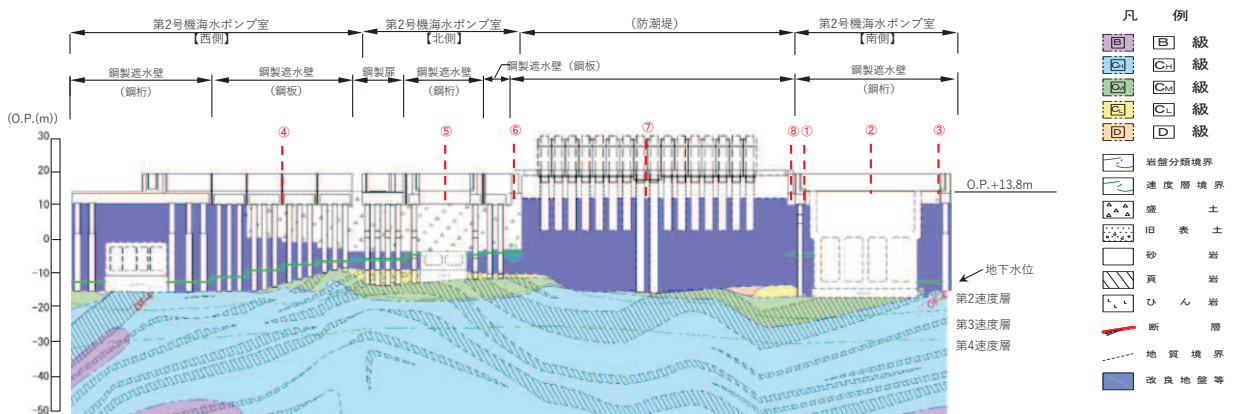 第2号機海水ポンプ室
【西側】
第2号機海水ポンプ室
【北側】
(防潮堤)
第2号機海水ポンプ室
【南側】
鋼製遮水壁
(鋼桁)
鋼製遮水壁
(鋼板)
鋼製扉
鋼製遮水壁
(鋼桁)
鋼製遮水壁(鋼板)
鋼製遮水壁
(鋼桁)
(O.P.(m))
30
20
10
0
-10
-20
-30
-40
-50
④
⑤
⑥
⑦
⑧
①
②
③
O.P.+13.8m
地下水位
第2速度層
第3速度層
第4速度層
凡 例
B B 級
CH CH 級
CM CM 級
CL CL 級
D D 級
岩盤分類境界
速度層境界
盛 土
旧 表 土
砂 岩
頁 岩
ひ ん 岩
断 層
地 質 境 界
改 良 地 盤 等